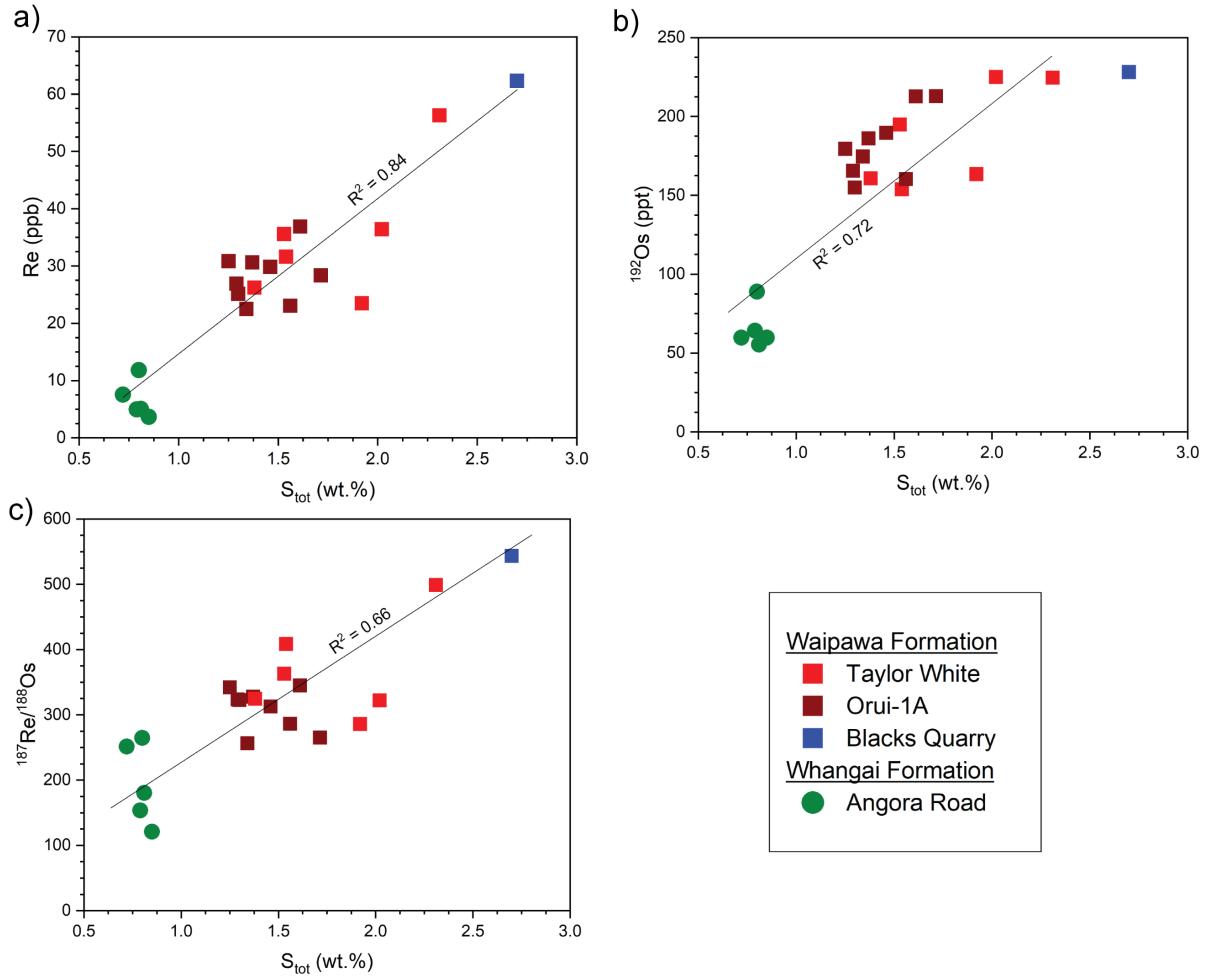 a)
70
60
50
40
30
20
10
0
Re (ppb)
R² = 0.84
0.5 1.0 1.5 2.0 2.5 3.0
Stot (wt.%)
b)
250
200
150
100
50
0
¹⁹²Os (ppt)
R² = 0.72
0.5 1.0 1.5 2.0 2.5 3.0
Stot (wt.%)
c)
600
500
400
300
200
100
0
¹⁸⁷Re/¹⁸⁸Os
R² = 0.66
0.5 1.0 1.5 2.0 2.5 3.0
Stot (wt.%)
Waipawa Formation
Taylor White
Orui-1A
Blacks Quarry
Whangai Formation
Angora Road